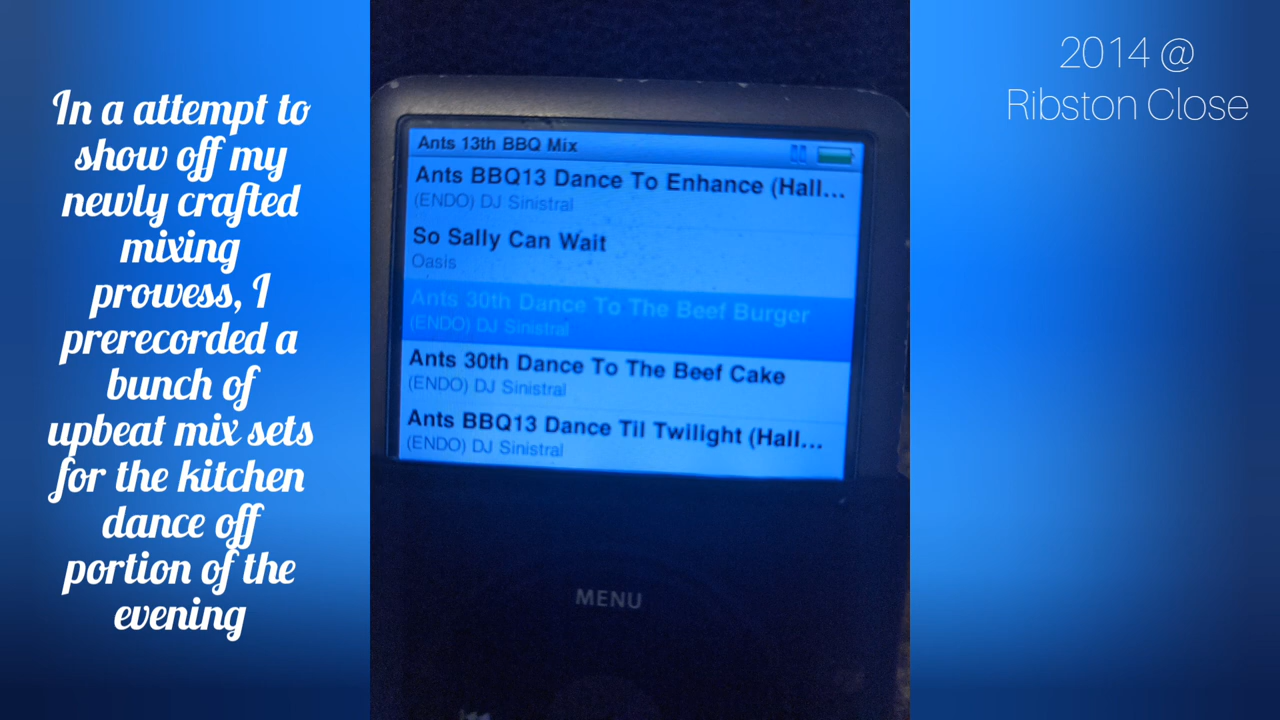 In a attempt to
show off my
newly crafted
mixing
prowess, I
prerecorded a
bunch of
upbeat mix sets
for the kitchen
dance off
portion of the
evening
Ants 13th BBQ Mix
Ants BBQ13 Dance To Enhance (Hall...
(ENDO) DJ Sinistral
So Sally Can Wait
Oasis
Ants 30th Dance To The Beef Burger
(ENDO) DJ Sinistral
Ants 30th Dance To The Beef Cake
(ENDO) DJ Sinistral
Ants BBQ13 Dance Til Twilight (Hall...
(ENDO) DJ Sinistral
MENU
2014 @
Ribston Close